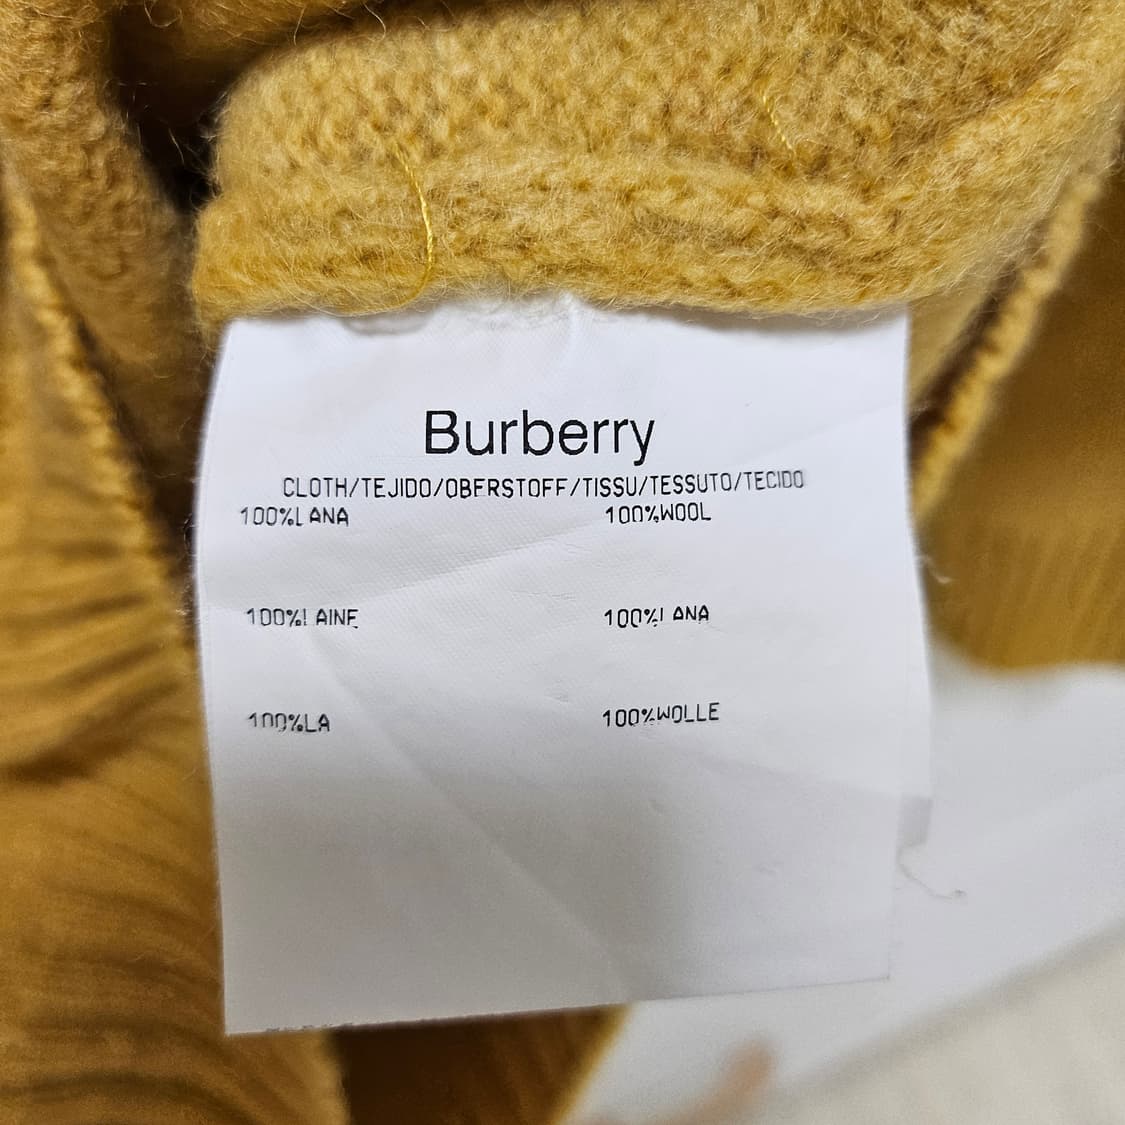 Burberry
CLOTH/TEJIDO/OBERSTOFF/TISSU/TESSUTO/TECIDO
100%LANA 100%WOOL
100%LAINE 100%LANA
100%LA 100%WOLLE